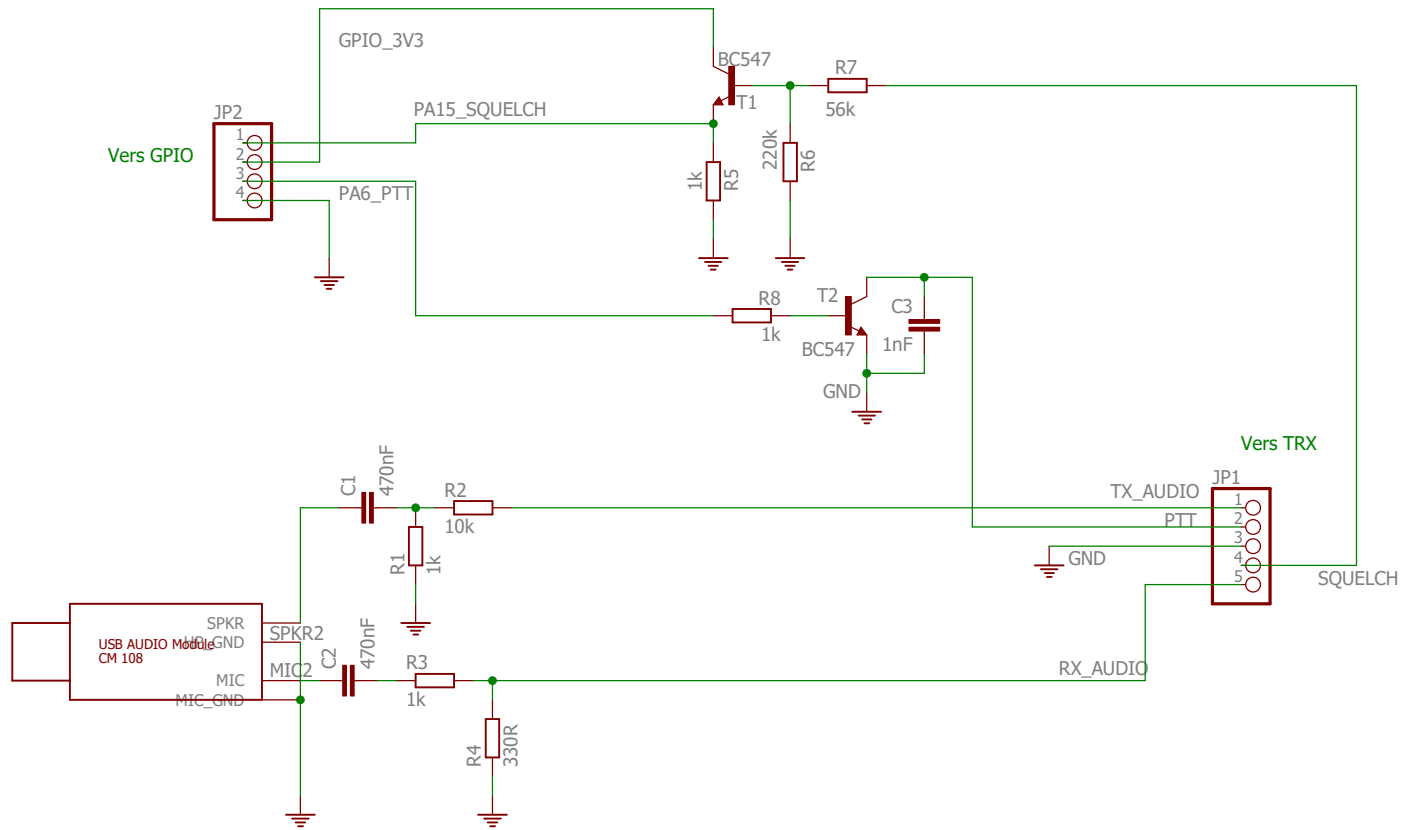 GPIO_3V3
BC547
T1
R7
56k
PA15_SQUELCH
JP2
1
2
3
4
Vers GPIO
PA6_PTT
1k
R5
220k
R6
R8
1k
T2
BC547
C3
1nF
GND
Vers TRX
JP1
1
2
3
4
5
TX_AUDIO
PTT
GND
SQUELCH
RX_AUDIO
C1
470nF
R2
10k
R1
1k
SPKR
HP_GND
SPKR2
USB AUDIO Module
CM 108
MIC
MIC2
MIC_GND
C2
470nF
R3
1k
R4
330R